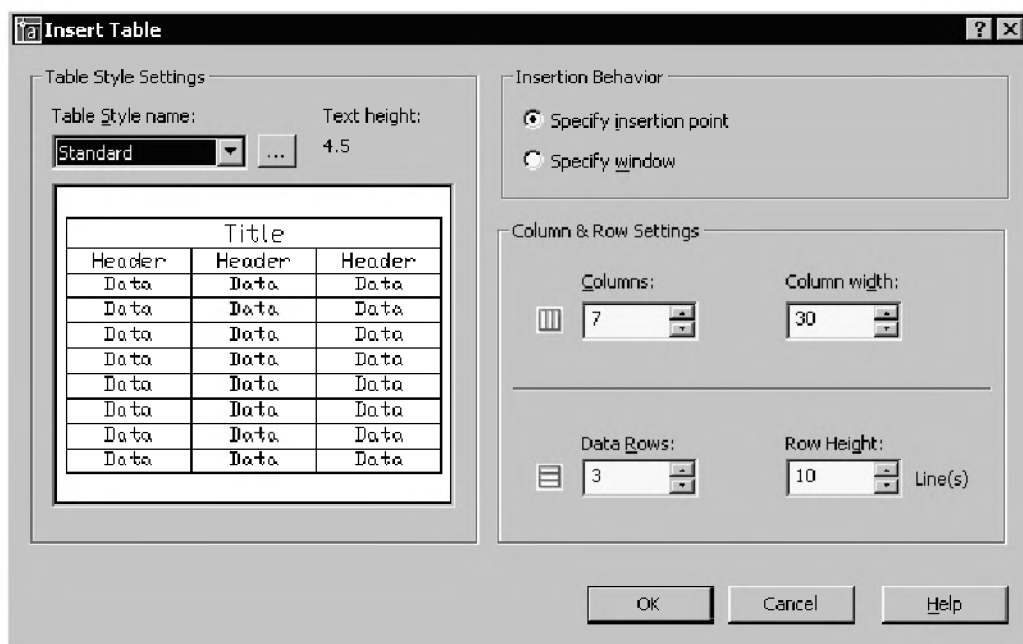 Insert Table
Table Style Settings
Table Style name:
Text height:
Standard
...
4.5
Title
Header Header Header
Data Data Data
Data Data Data
Data Data Data
Data Data Data
Data Data Data
Data Data Data
Data Data Data
Data Data Data
Insertion Behavior
Specify insertion point
Specify window
Column & Row Settings
Columns:
Column width:
7
30
Data Rows:
Row Height:
3
10
Line(s)
OK
Cancel
Help